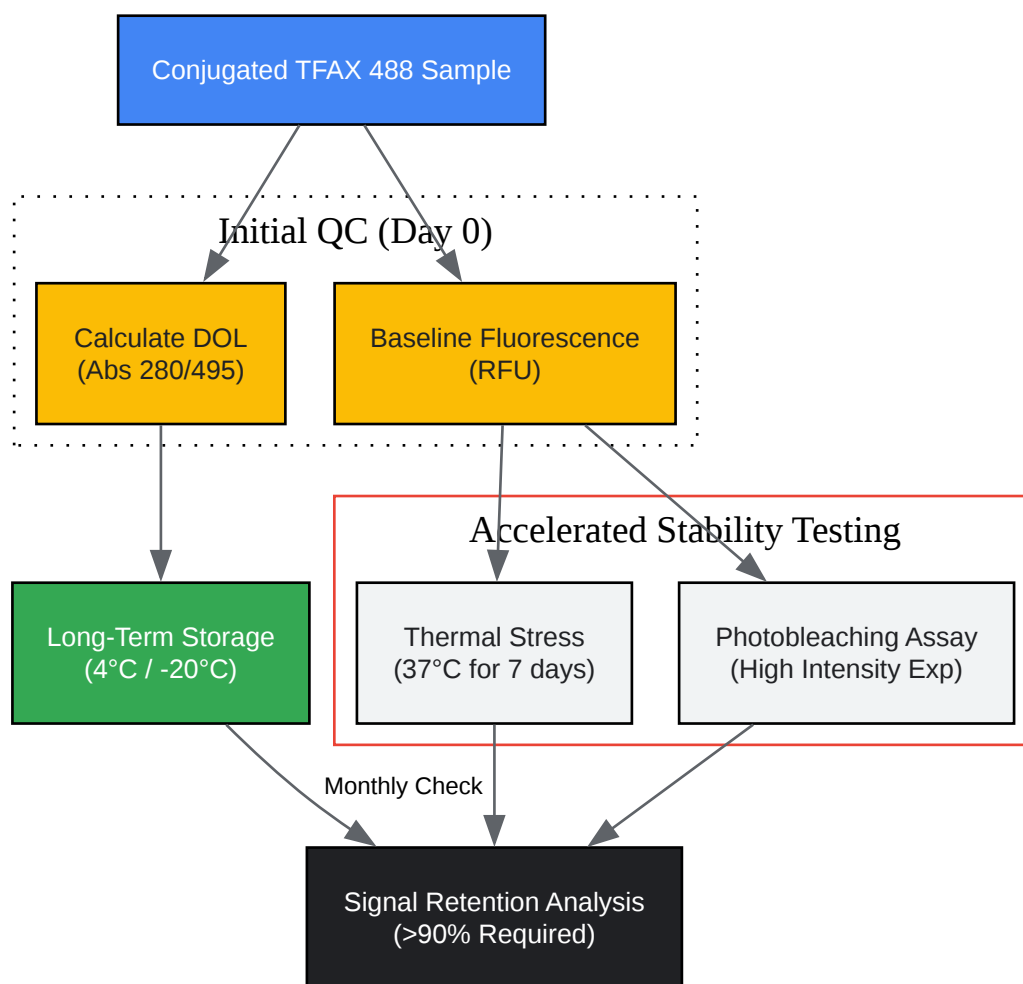 Conjugated TFAX 488 Sample
Initial QC (Day 0)
Calculate DOL
(Abs 280/495)
Baseline Fluorescence
(RFU)
Accelerated Stability Testing
Long-Term Storage
(4°C / -20°C)
Thermal Stress
(37°C for 7 days)
Photobleaching Assay
(High Intensity Exp)
Monthly Check
Signal Retention Analysis
(>90% Required)